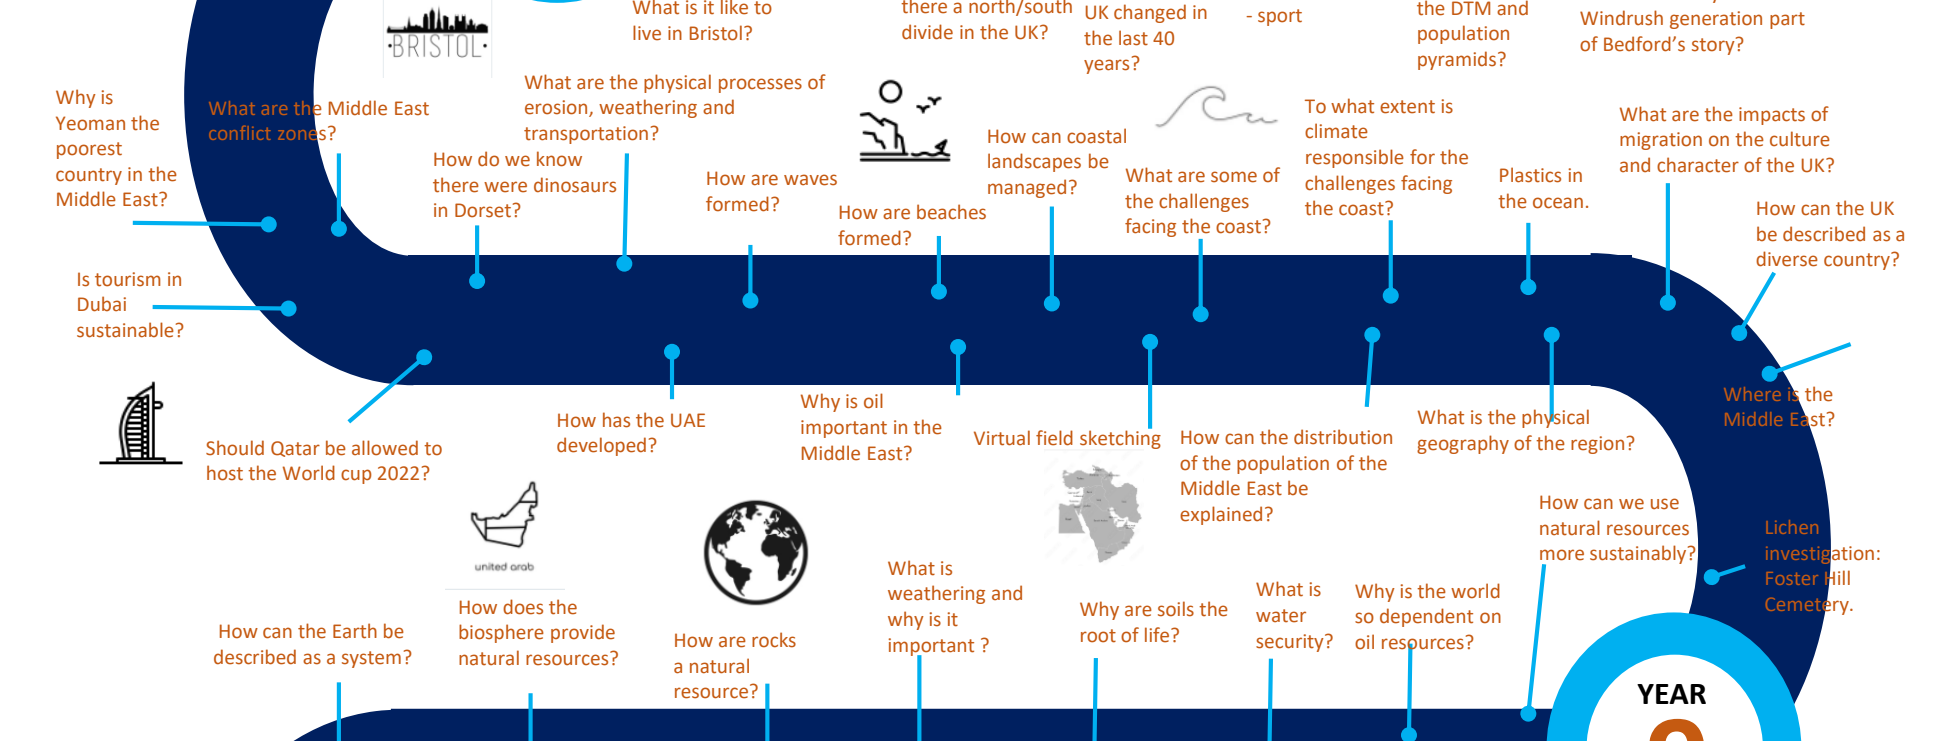 What is it like to
live in Bristol?
there a north/south
divide in the UK?
UK changed in
the last 40
years?
- sport
the DTM and
population
pyramids?
Windrush generation part
of Bedford's story?
·BRISTOL·
Why is
Yeoman the
poorest
country in the
Middle East?
What are the Middle East
conflict zones?
What are the physical processes of
erosion, weathering and
transportation?
How do we know
there were dinosaurs
in Dorset?
How are waves
formed?
How are beaches
formed?
How can coastal
landscapes be
managed?
What are some of
the challenges
facing the coast?
To what extent is
climate
responsible for the
challenges facing
the coast?
Plastics in
the ocean.
What are the impacts of
migration on the culture
and character of the UK?
How can the UK
be described as a
diverse country?
Is tourism in
Dubai
sustainable?
Should Qatar be allowed to
host the World cup 2022?
How has the UAE
developed?
Why is oil
important in the
Middle East?
Virtual field sketching
How can the distribution
of the population of the
Middle East be
explained?
What is the physical
geography of the region?
Where is the
Middle East?
united arab
How can we use
natural resources
more sustainably?
Lichen
investigation:
Foster Hill
Cemetery.
How can the Earth be
described as a system?
How does the
biosphere provide
natural resources?
How are rocks
a natural
resource?
What is
weathering and
why is it
important ?
Why are soils the
root of life?
What is
water
security?
Why is the world
so dependent on
oil resources?
YEAR